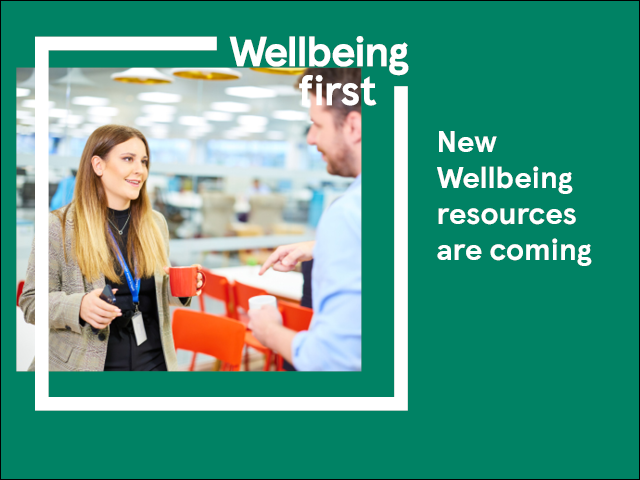 Wellbeing
first
New
Wellbeing
resources
are coming